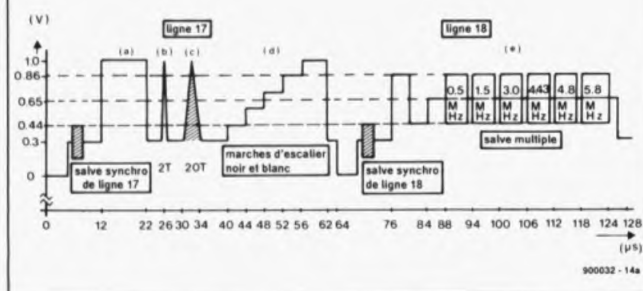 (V)
ligne 17
ligne 18
(a) (b) (c) (d) (e)
1.0
0.86
0.65
0.44
0.3
0
0.5 MHz
1.5 MHz
3.0 MHz
4.43 MHz
4.8 MHz
5.8 MHz
salve multiple
salve synchro
de ligne 17
2T
20T
marches d'escalier
noir et blanc
salve synchro
de ligne 18
0 12 22 26 30 34 40 44 48 52 56 62 64 76 84 88 94 100 106 112 118 124 128
(µs)
900032 - 14a